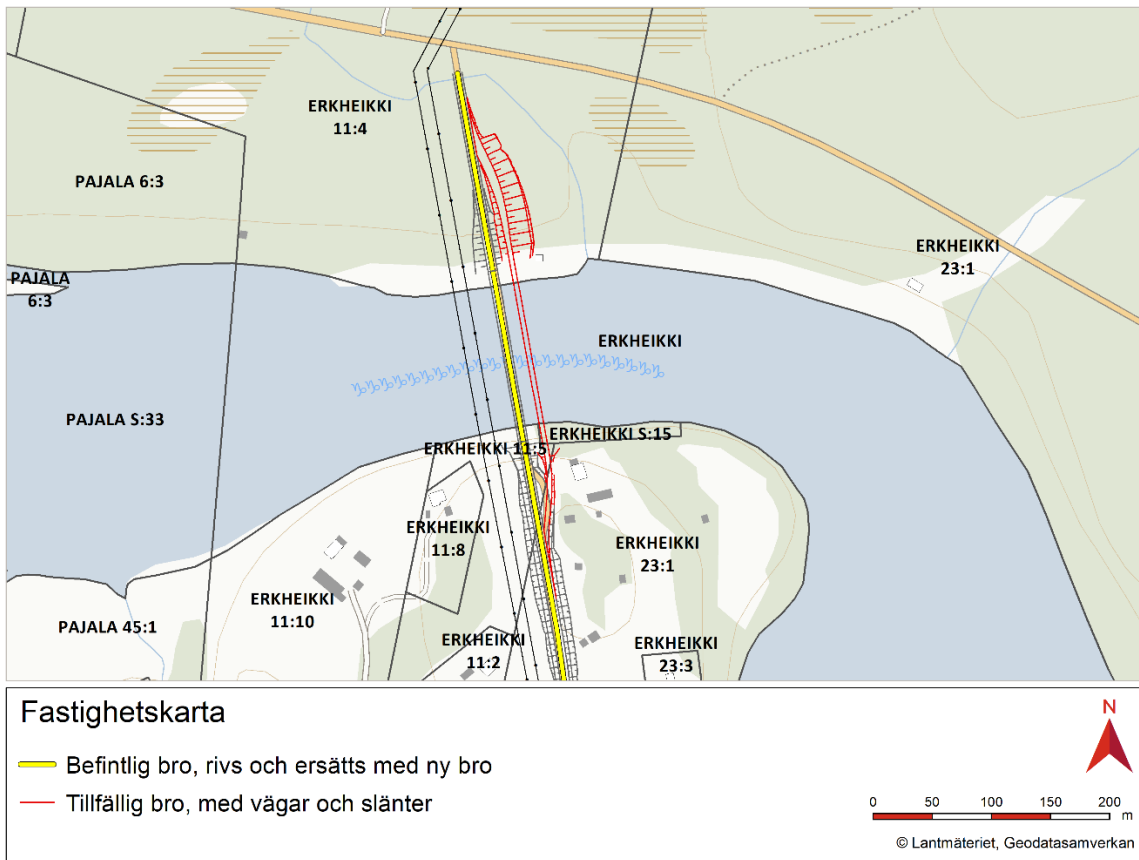 ERKHEIKKI
11:4
PAJALA 6:3
ERKHEIKKI
23:1
PAJALA
6:3
ERKHEIKKI
PAJALA S:33
ERKHEIKKI S:15
ERKHEIKKI 11:5
ERKHEIKKI
11:8
ERKHEIKKI
23:1
ERKHEIKKI
11:10
PAJALA 45:1
ERKHEIKKI
11:2
ERKHEIKKI
23:3
Fastighetskarta
Befintlig bro, rivs och ersätts med ny bro
Tillfällig bro, med vägar och slänter
N
0 50 100 150 200
m
© Lantmäteriet, Geodatasamverkan